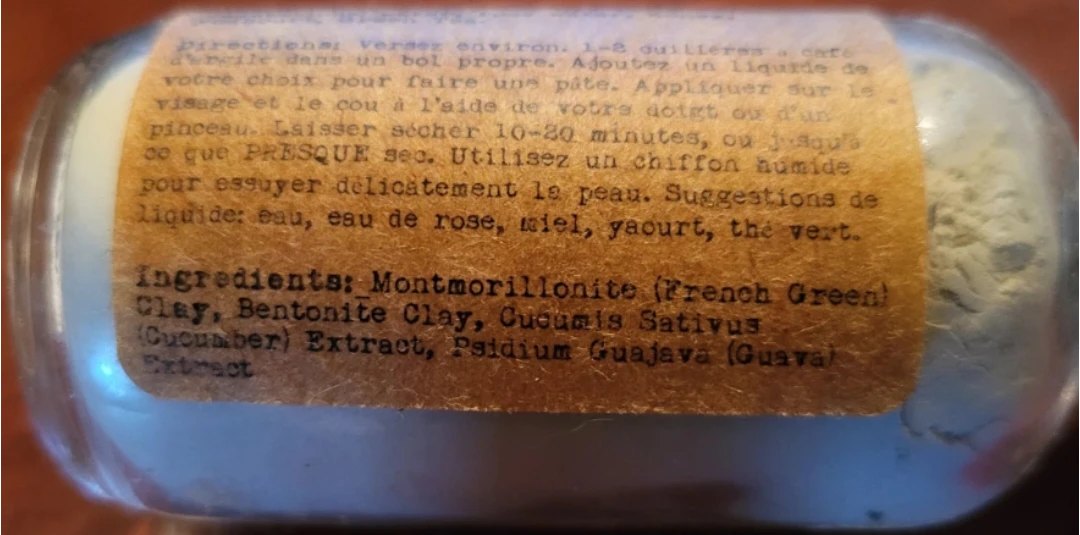 Directions: Versez environ. 1-2 cuillères à café
d'argile dans un bol propre. Ajoutez un liquide de
votre choix pour faire une pâte. Appliquer sur le
visage et le cou à l'aide de votre doigt ou d'un
pinceau. Laisser sécher 10-20 minutes, ou jusqu'à
ce que PRESQUE sec. Utilisez un chiffon humide
pour essuyer délicatement la peau. Suggestions de
liquide: eau, eau de rose, miel, yaourt, thé vert.
Ingredients: Montmorillonite (French Green)
Clay, Bentonite Clay, Cucumis Sativus
(Cucumber) Extract, Psidium Guajava (Guava)
Extract